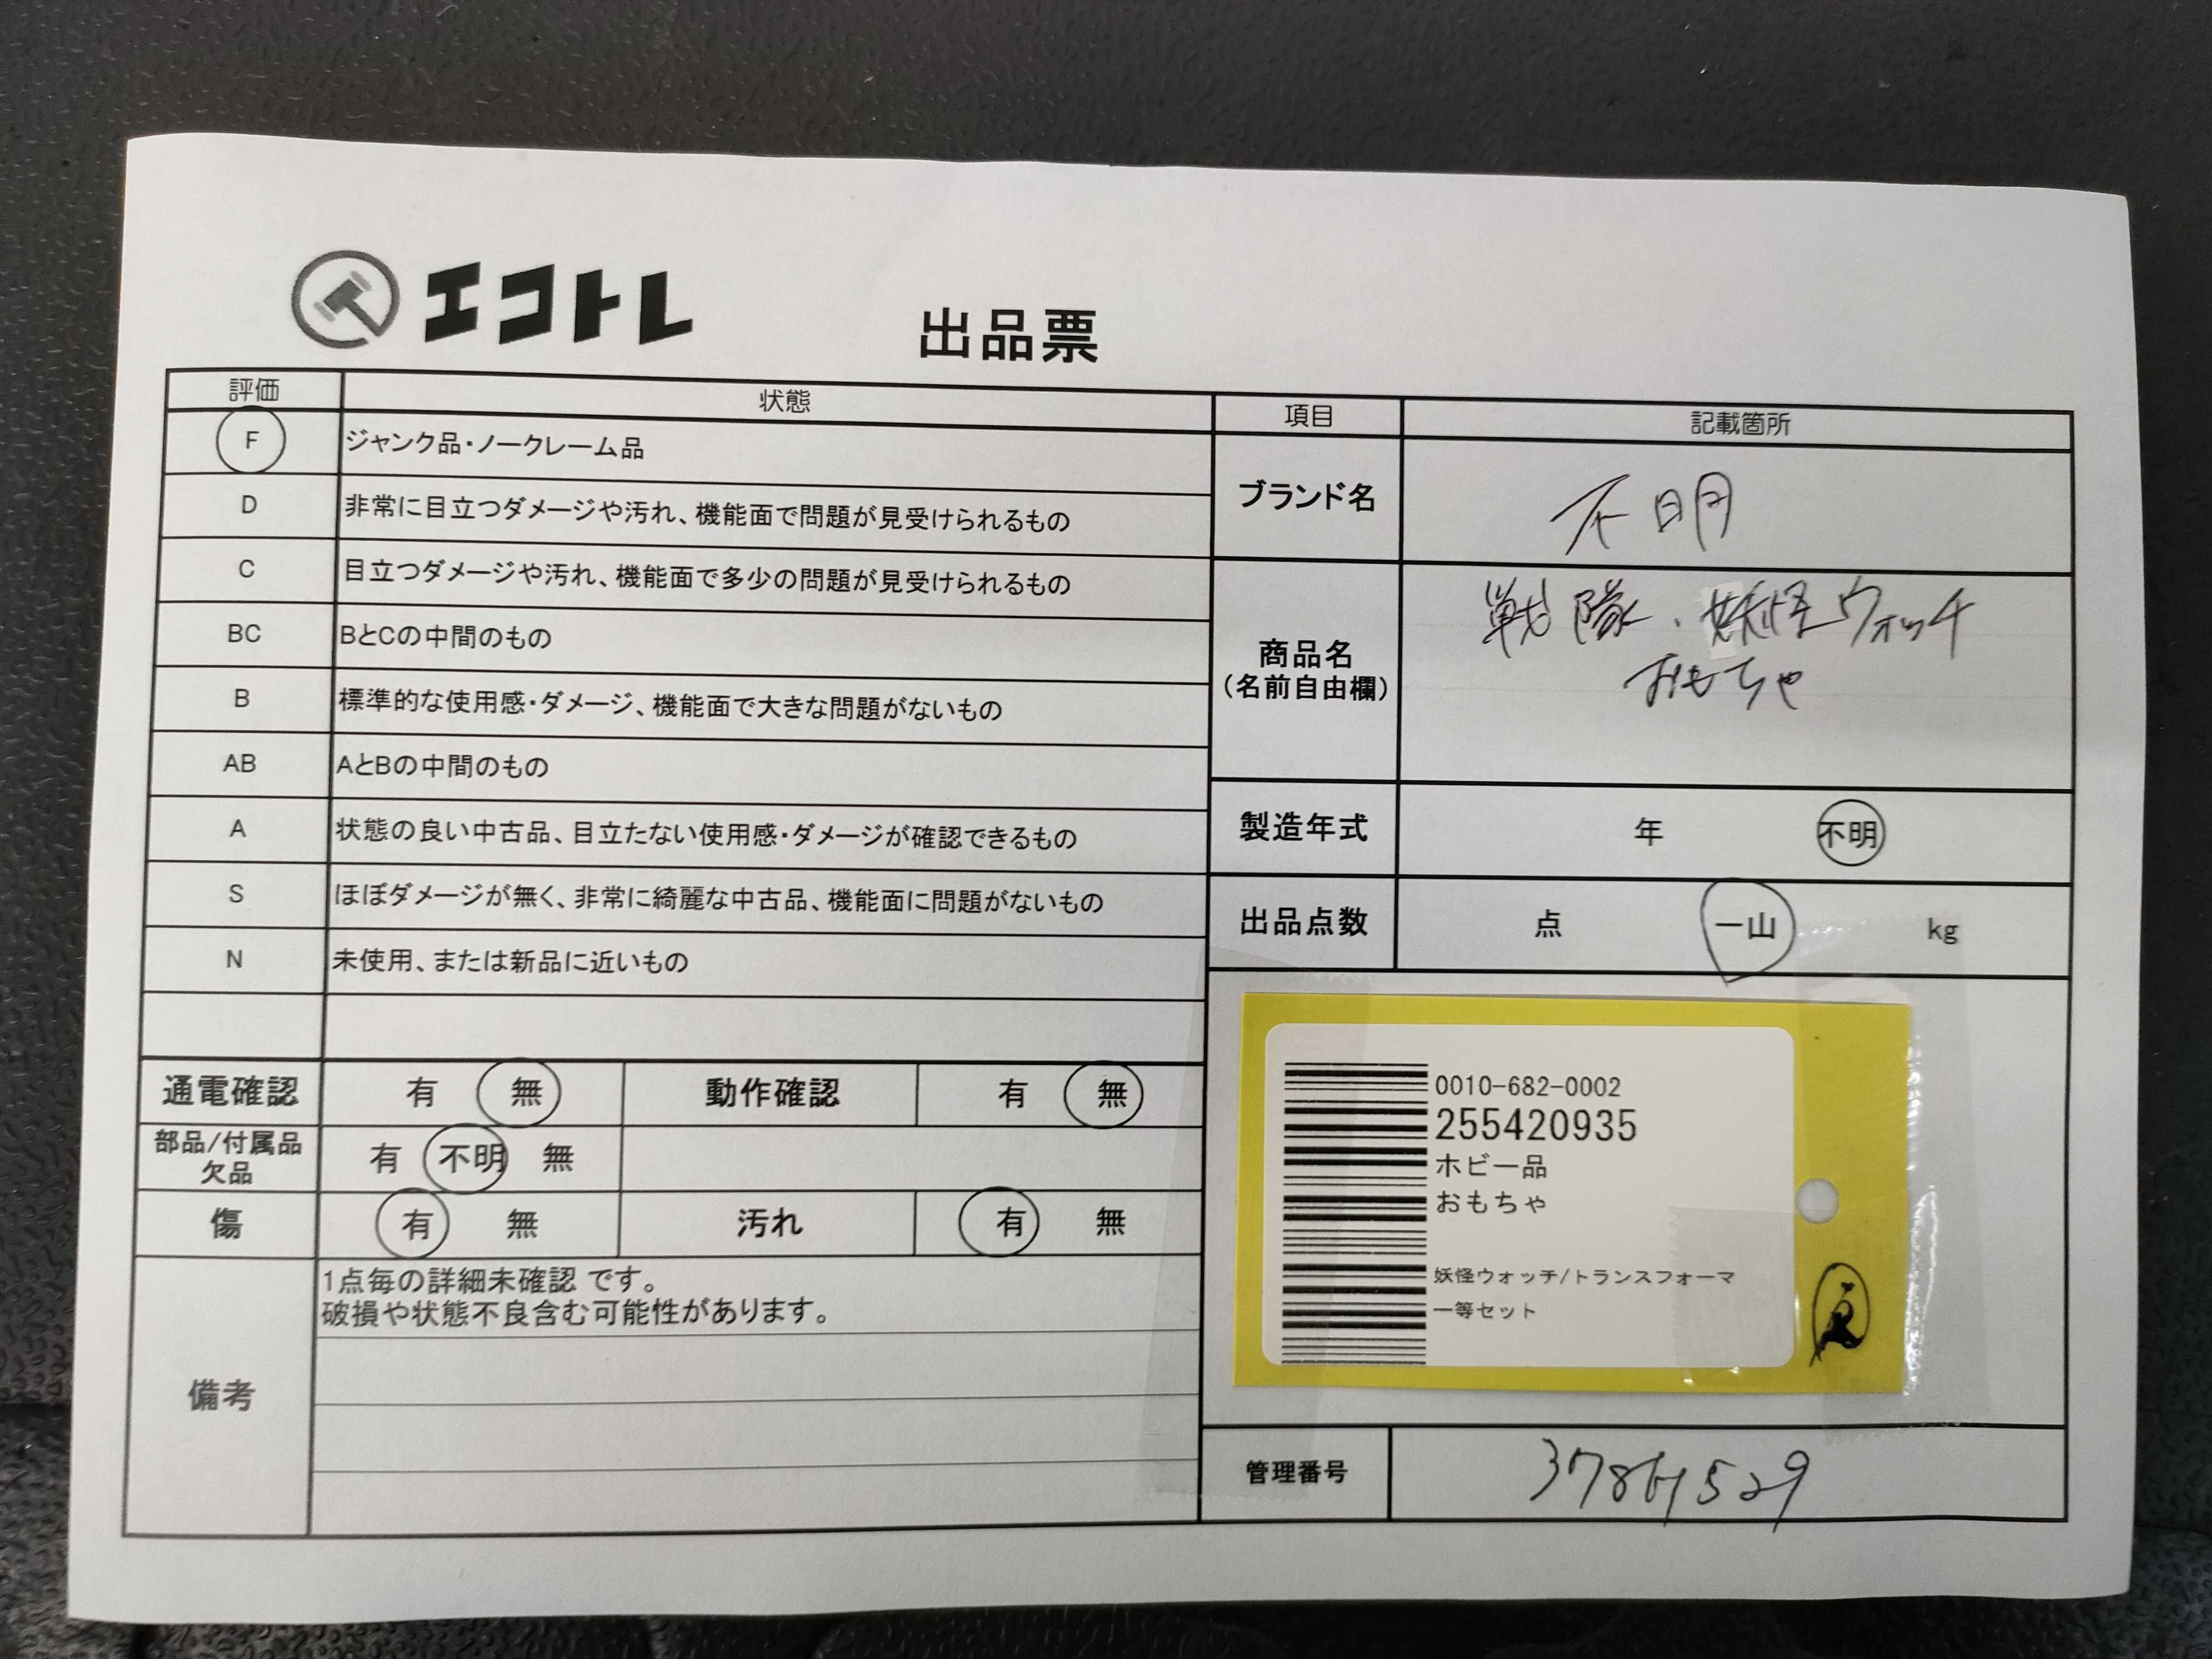 エコトレ
出品票
評価 状態
F ジャンク品・ノークレーム品
D 非常に目立つダメージや汚れ、機能面で問題が見受けられるもの
C 目立つダメージや汚れ、機能面で多少の問題が見受けられるもの
BC BとCの中間のもの
B 標準的な使用感・ダメージ、機能面で大きな問題がないもの
AB AとBの中間のもの
A 状態の良い中古品、目立たない使用感・ダメージが確認できるもの
S ほぼダメージが無く、非常に綺麗な中古品、機能面に問題がないもの
N 未使用、または新品に近いもの
通電確認 有 無 動作確認 有 無
部品/付属品
欠品 有 不明 無
傷 有 無 汚れ 有 無
備考
1点毎の詳細未確認 です。
破損や状態不良含む可能性があります。
項目 記載箇所
ブランド名 不明
商品名
(名前自由欄)
戦隊、妖怪ウォッチ
おもちゃ
製造年式 年 不明
出品点数 点 一山 kg
0010-682-0002
255420935
ホビー品
おもちゃ
妖怪ウォッチ/トランスフォーマ
ー等セット
管理番号